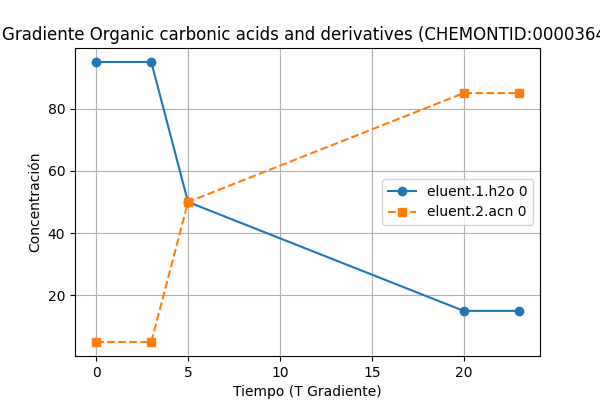 Gradiente Organic carbonic acids and derivatives (CHEMONTID:0000364
Concentración
80
60
40
20
eluent.1.h2o 0
eluent.2.acn 0
0 5 10 15 20
Tiempo (T Gradiente)